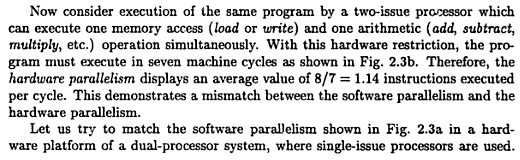 Now consider execution of the same program by a two-issue processor which
can execute one memory access (load or write) and one arithmetic (add, subtract,
multiply, etc.) operation simultaneously. With this hardware restriction, the pro-
gram must execute in seven machine cycles as shown in Fig. 2.3b. Therefore, the
hardware parallelism displays an average value of 8/7 = 1.14 instructions executed
per cycle. This demonstrates a mismatch between the software parallelism and the
hardware parallelism.
Let us try to match the software parallelism shown in Fig. 2.3a in a hard-
ware platform of a dual-processor system, where single-issue processors are used.